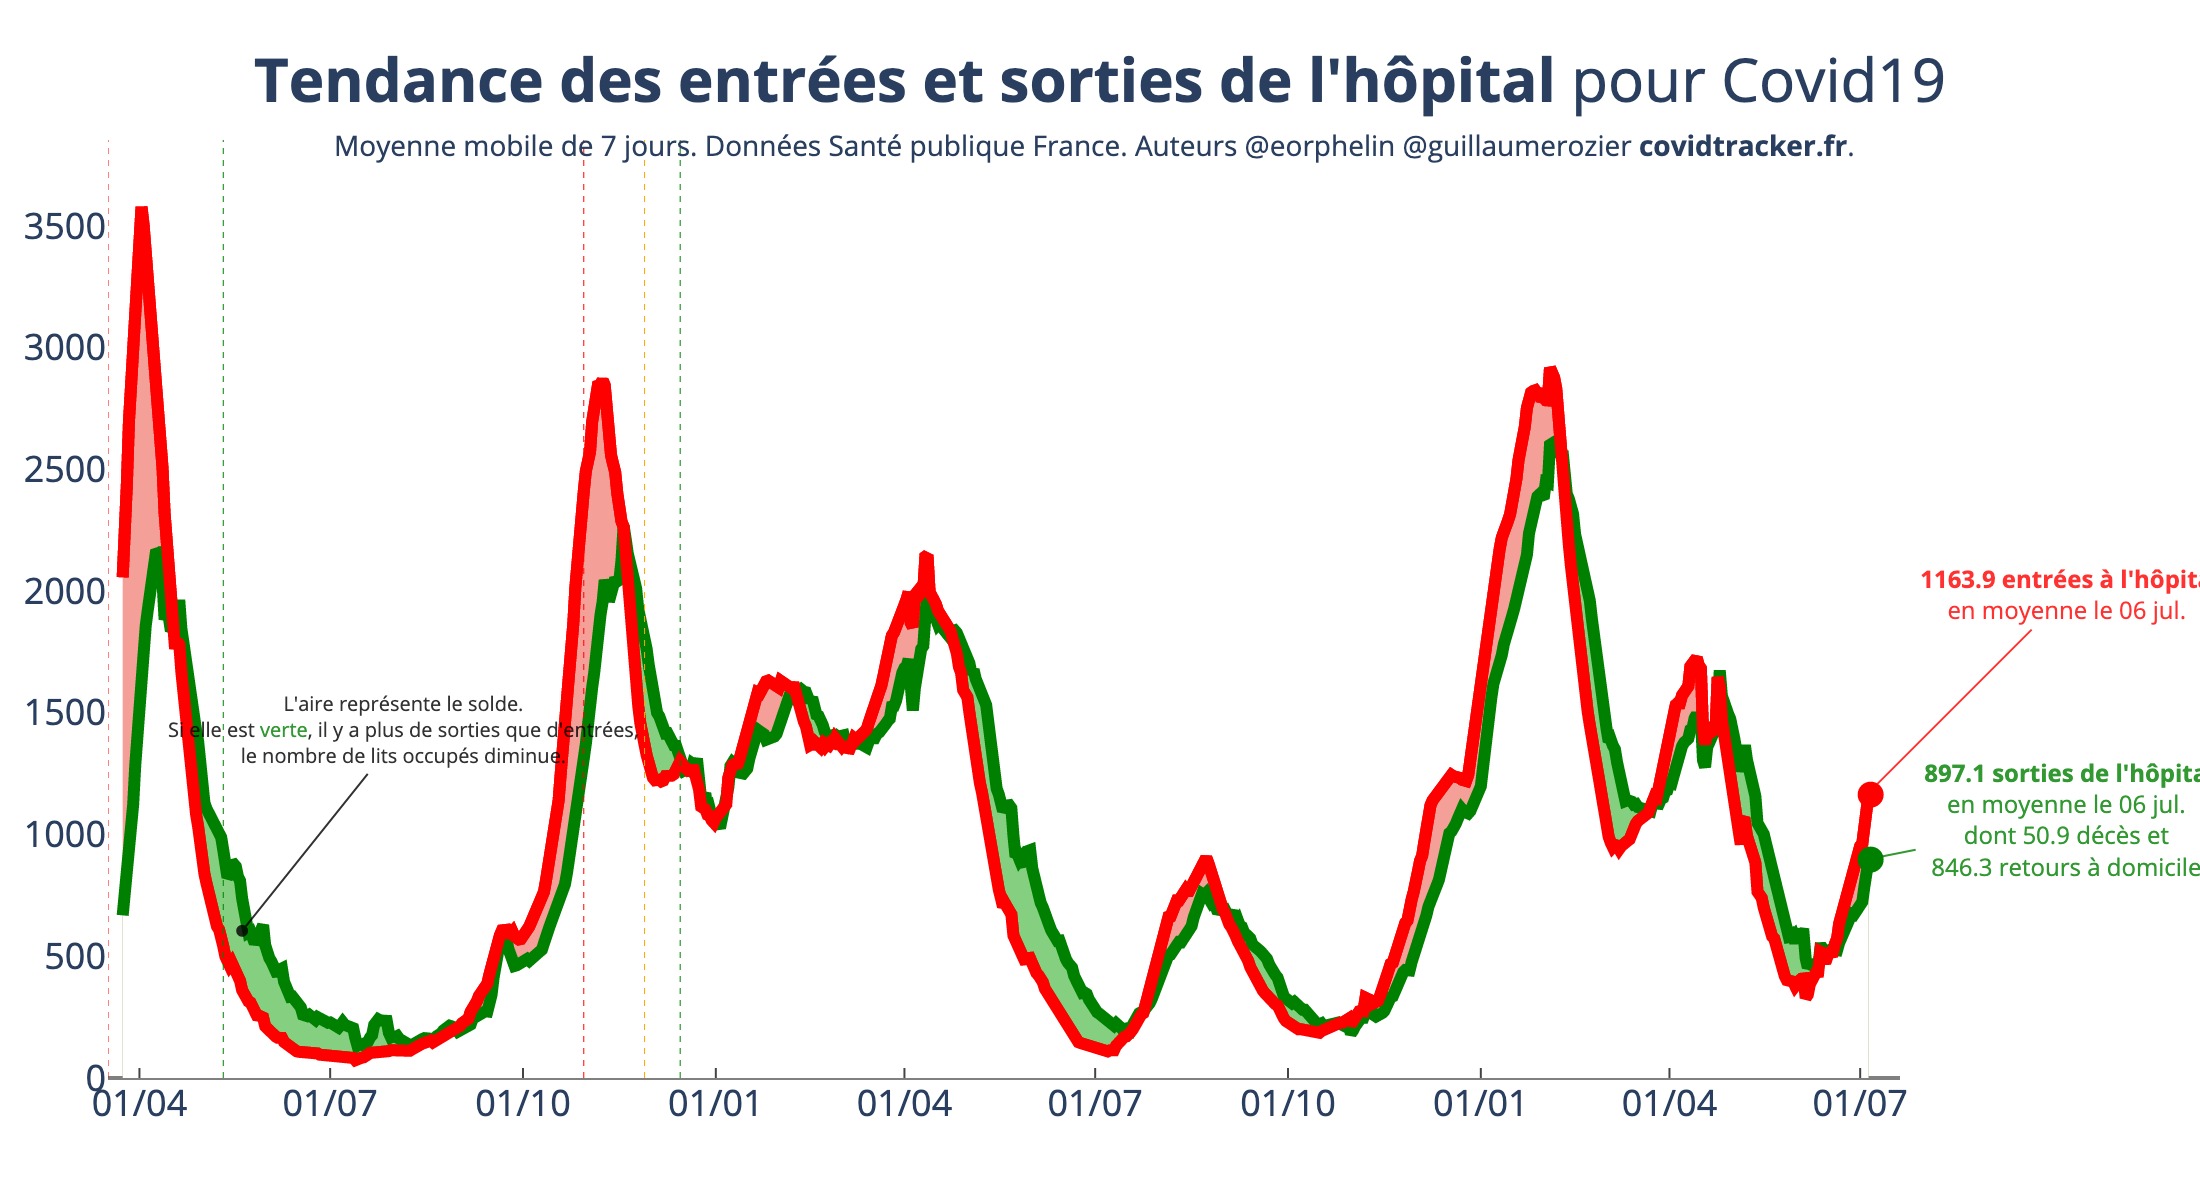 Tendance des entrées et sorties de l'hôpital pour Covid19
Moyenne mobile de 7 jours. Données Santé publique France. Auteurs @eorphelin @guillaumerozier covidtracker.fr.
3500
3000
2500
2000
1500
1000
500
0
L'aire représente le solde.
Si elle est verte, il y a plus de sorties que d'entrées,
le nombre de lits occupés diminue.
1163.9 entrées à l'hôpita
en moyenne le 06 jul.
897.1 sorties de l'hôpita
en moyenne le 06 jul.
dont 50.9 décès et
846.3 retours à domicile
01/04 01/07 01/10 01/01 01/04 01/07 01/10 01/01 01/04 01/07